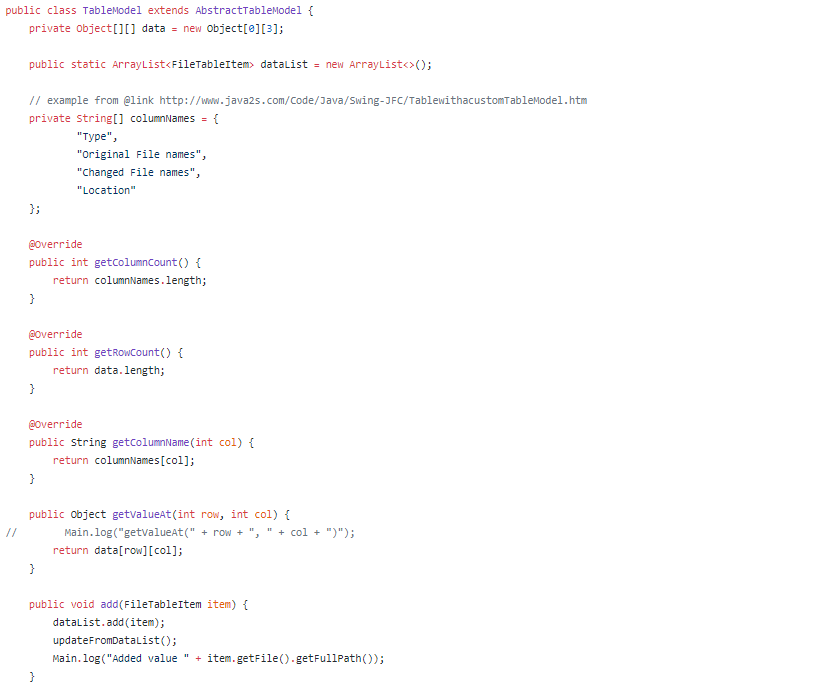 public class TableModel extends AbstractTableModel {
    private Object[][] data = new Object[0][3];

    public static ArrayList<FileTableItem> dataList = new ArrayList<>();

    // example from @link http://www.java2s.com/Code/Java/Swing-JFC/TablewithacustomTableModel.htm
    private String[] columnNames = {
            "Type",
            "Original File names",
            "Changed File names",
            "Location"
    };

    @Override
    public int getColumnCount() {
        return columnNames.length;
    }

    @Override
    public int getRowCount() {
        return data.length;
    }

    @Override
    public String getColumnName(int col) {
        return columnNames[col];
    }

    public Object getValueAt(int row, int col) {
//        Main.log("getValueAt(" + row + ", " + col + ")");
        return data[row][col];
    }

    public void add(FileTableItem item) {
        dataList.add(item);
        updateFromDataList();
        Main.log("Added value " + item.getFile().getFullPath());
    }